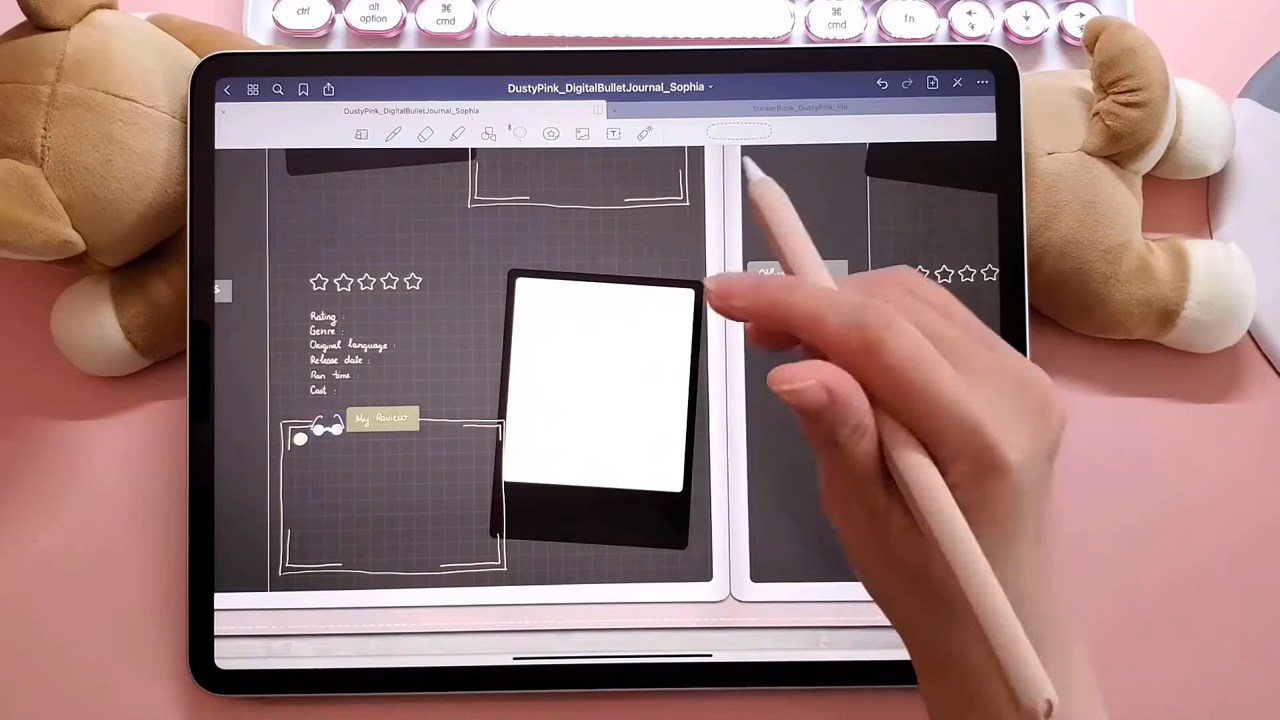 ctrl
alt
option
⌘
cmd
⌘
cmd
fn
DustyPink_DigitalBulletJournal_Sophia
DustyPink_DigitalBulletJournal_Sophia
StickerBook_DustyPink_lite
Rating :
Genre :
Original language :
Release date :
Run time :
Cast :
My Review